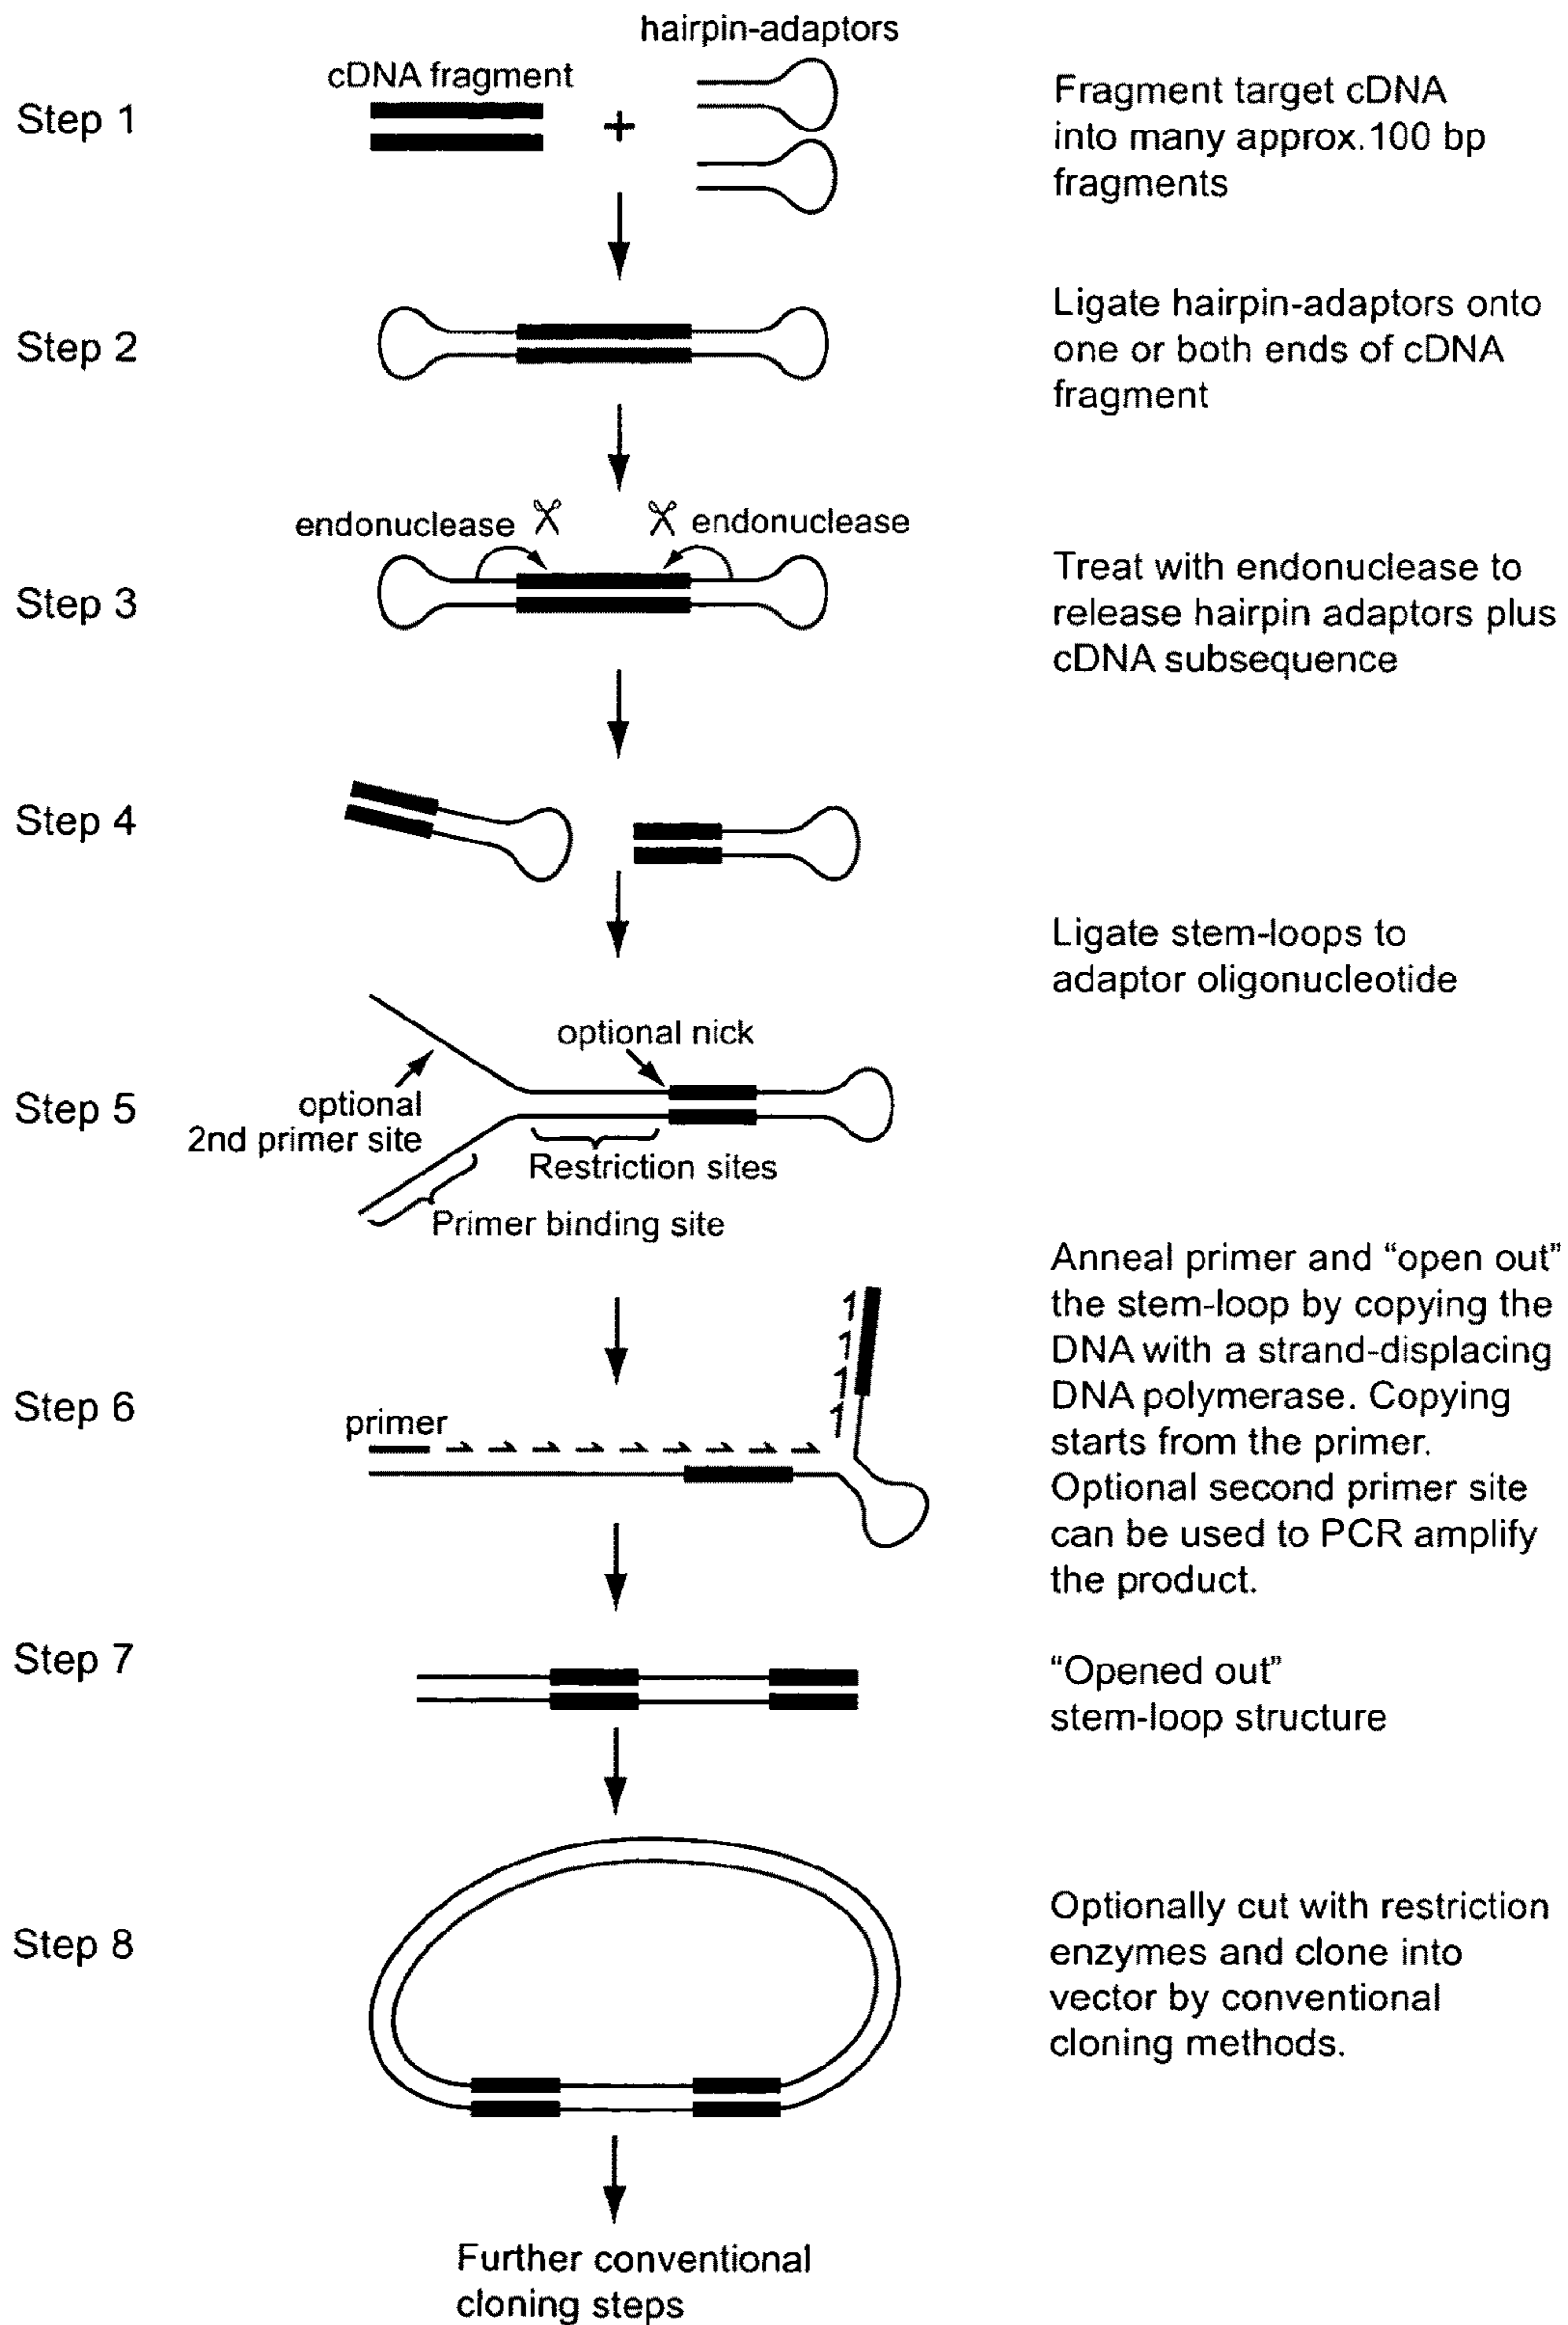 hairpin-adaptors
cDNA fragment
Step 1
+
Fragment target cDNA
into many approx.100 bp
fragments
Step 2
Ligate hairpin-adaptors onto
one or both ends of cDNA
fragment
endonuclease
endonuclease
Step 3
Treat with endonuclease to
release hairpin adaptors plus
cDNA subsequence
Step 4
Ligate stem-loops to
adaptor oligonucleotide
optional nick
Step 5
optional
2nd primer site
Restriction sites
Primer binding site
Step 6
primer
Anneal primer and “open out”
the stem-loop by copying the
DNA with a strand-displacing
DNA polymerase. Copying
starts from the primer.
Optional second primer site
can be used to PCR amplify
the product.
Step 7
“Opened out”
stem-loop structure
Step 8
Optionally cut with restriction
enzymes and clone into
vector by conventional
cloning methods.
Further conventional
cloning steps